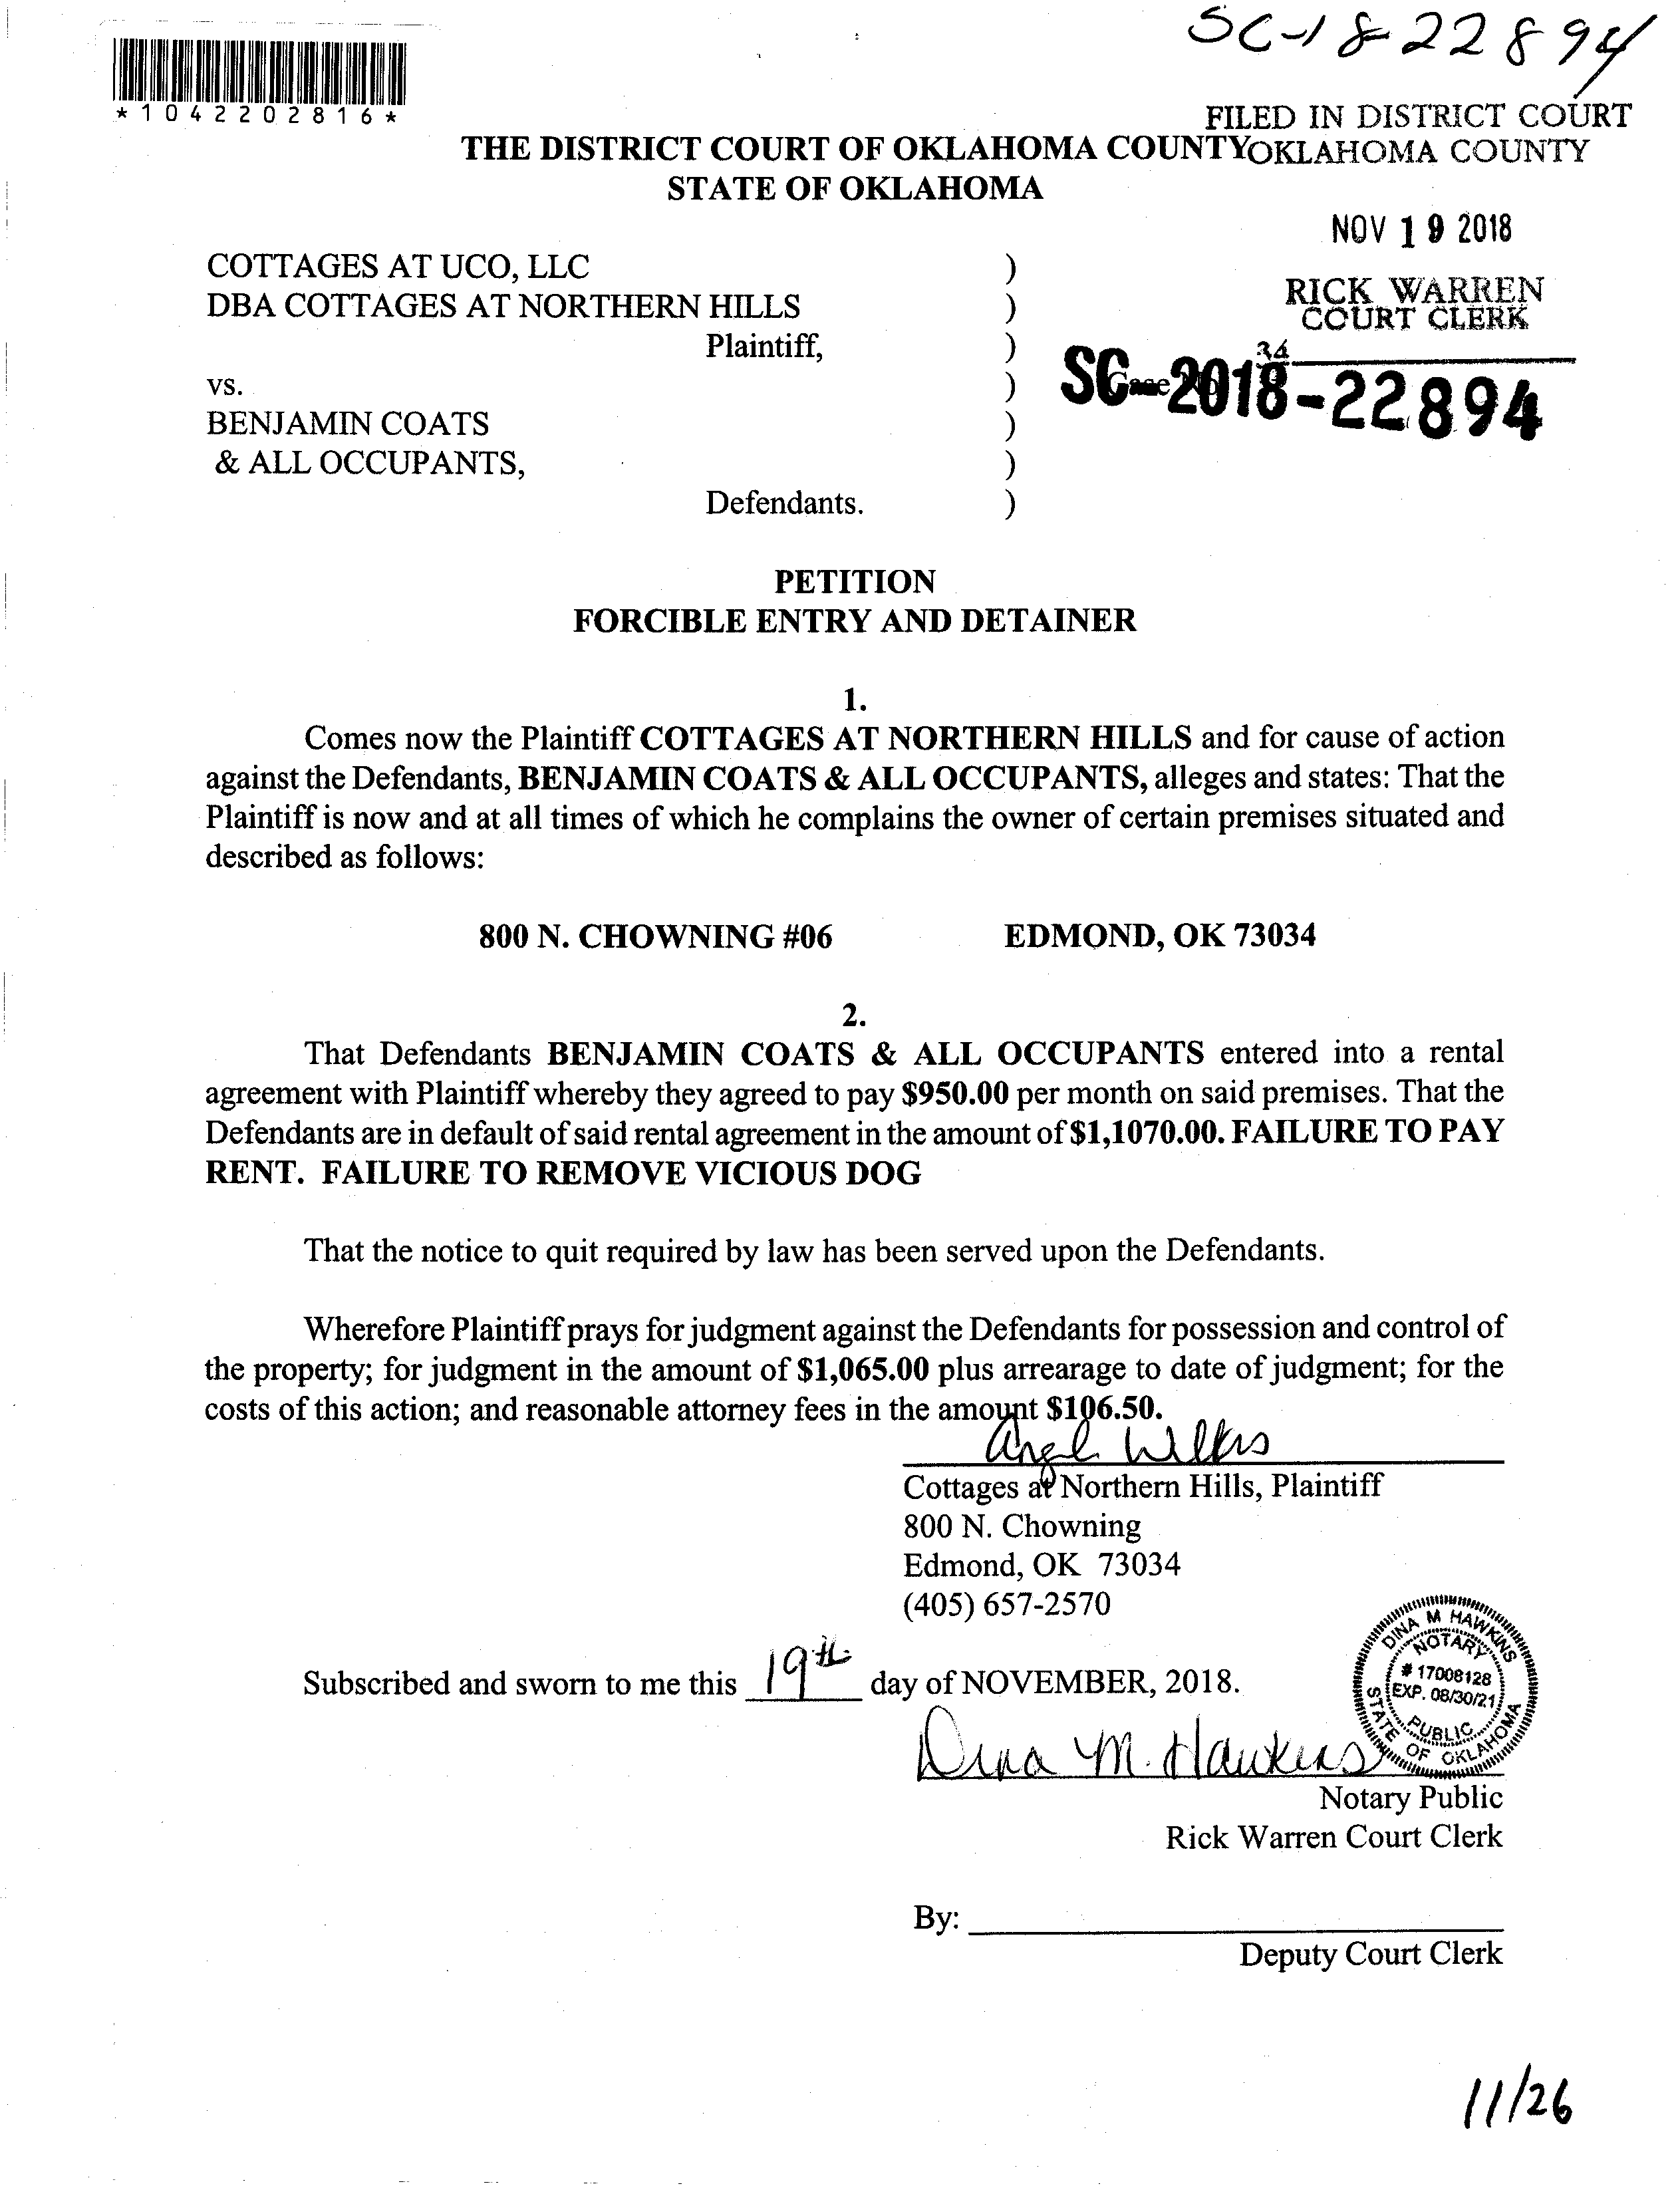 SC-18-22894
*1042202816*
FILED IN DISTRICT COURT
THE DISTRICT COURT OF OKLAHOMA COUNTY OKLAHOMA COUNTY
STATE OF OKLAHOMA
NOV 19 2018
COTTAGES AT UCO, LLC )
DBA COTTAGES AT NORTHERN HILLS )
RICK WARREN
COURT CLERK
Plaintiff, )
34
vs. )
SC-2018-22894
BENJAMIN COATS )
& ALL OCCUPANTS, )
Defendants. )
PETITION
FORCIBLE ENTRY AND DETAINER
1.
Comes now the Plaintiff COTTAGES AT NORTHERN HILLS and for cause of action
against the Defendants, BENJAMIN COATS & ALL OCCUPANTS, alleges and states: That the
Plaintiff is now and at all times of which he complains the owner of certain premises situated and
described as follows:
800 N. CHOWNING #06 EDMOND, OK 73034
2.
That Defendants BENJAMIN COATS & ALL OCCUPANTS entered into a rental
agreement with Plaintiff whereby they agreed to pay $950.00 per month on said premises. That the
Defendants are in default of said rental agreement in the amount of $1,1070.00. FAILURE TO PAY
RENT. FAILURE TO REMOVE VICIOUS DOG
That the notice to quit required by law has been served upon the Defendants.
Wherefore Plaintiff prays for judgment against the Defendants for possession and control of
the property; for judgment in the amount of $1,065.00 plus arrearage to date of judgment; for the
costs of this action; and reasonable attorney fees in the amount $106.50.
Cottages at Northern Hills, Plaintiff
800 N. Chowning
Edmond, OK 73034
(405) 657-2570
DINA M HAWKINS
NOTARY
# 17008128
EXP. 08/30/21
PUBLIC
STATE OF OKLAHOMA
Subscribed and sworn to me this 19th day of NOVEMBER, 2018.
Dina M. Hawkins
Notary Public
Rick Warren Court Clerk
By:
Deputy Court Clerk
11/26